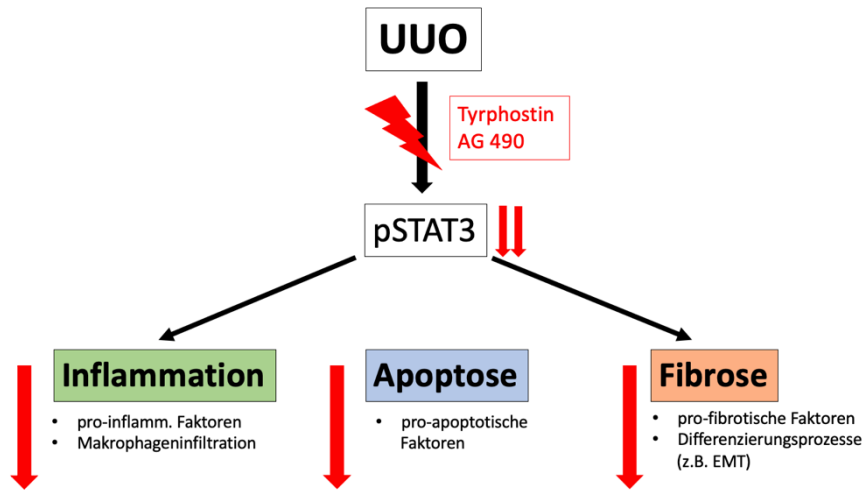 UUO
Tyrphostin
AG 490
pSTAT3
Inflammation
• pro-inflamm. Faktoren
• Makrophageninfiltration
Apoptose
• pro-apoptotische
Faktoren
Fibrose
• pro-fibrotische Faktoren
• Differenzierungsprozesse
(z.B. EMT)